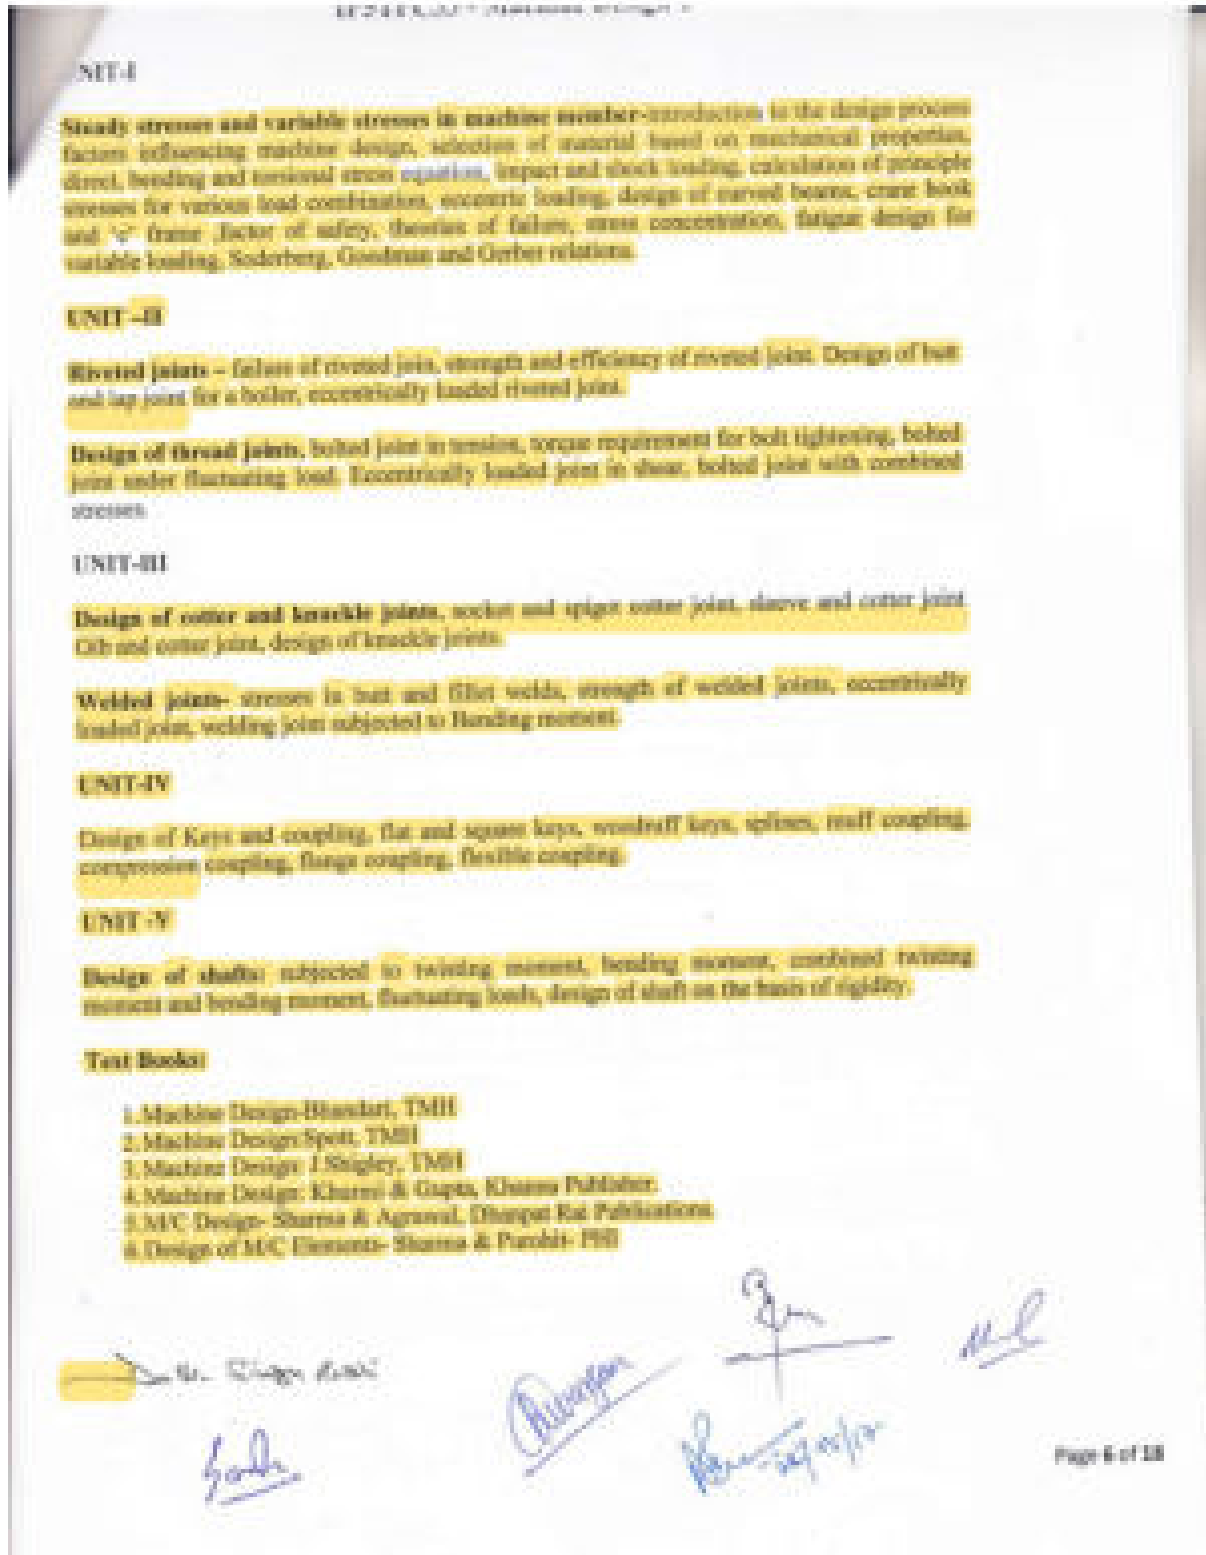 UNIT-I
Steady stresses and variable stresses in machine member-introduction to the design process
factors influencing machine design, selection of material based on mechanical properties,
direct, bending and torsional stress equation, impact and shock loading, calculation of principle
stresses for various load combination, eccentric loading, design of curved beams, crane hook
and 'c' frame ,factor of safety, theories of failure, stress concentration, fatigue design for
variable loading, Soderberg, Goodman and Gerber relations.
UNIT –II
Riveted joints – failure of riveted join, strength and efficiency of riveted joint. Design of butt
and lap joint for a boiler, eccentrically loaded riveted joint.
Design of thread joints, bolted joint in tension, torque requirement for bolt tightening, bolted
joint under fluctuating load. Eccentrically loaded joint in shear, bolted joint with combined
stresses.
UNIT-III
Design of cotter and knuckle joints, socket and spigot cotter joint, sleeve and cotter joint
Gib and cotter joint, design of knuckle joints.
Welded joints- stresses in butt and fillet welds, strength of welded joints, eccentrically
loaded joint, welding joint subjected to Bending moment.
UNIT-IV
Design of Keys and coupling, flat and square keys, woodruff keys, splines, muff coupling,
compression coupling, flange coupling, flexible coupling.
UNIT -V
Design of shafts: subjected to twisting moment, bending moment, combined twisting
moment and bending moment, fluctuating loads, design of shaft on the basis of rigidity.
Text Books:
1.Machine Design-Bhandari, TMH
2.Machine Design:Spott, TMH
3.Machine Design: J.Shigley, TMH
4.Machine Design: Khurmi & Gupta, Khanna Publisher.
5.M/C Design- Sharma & Agrawal, Dhanpat Rai Publications.
6.Design of M/C Elements- Sharma & Purohit- PHI
Page 6 of 18